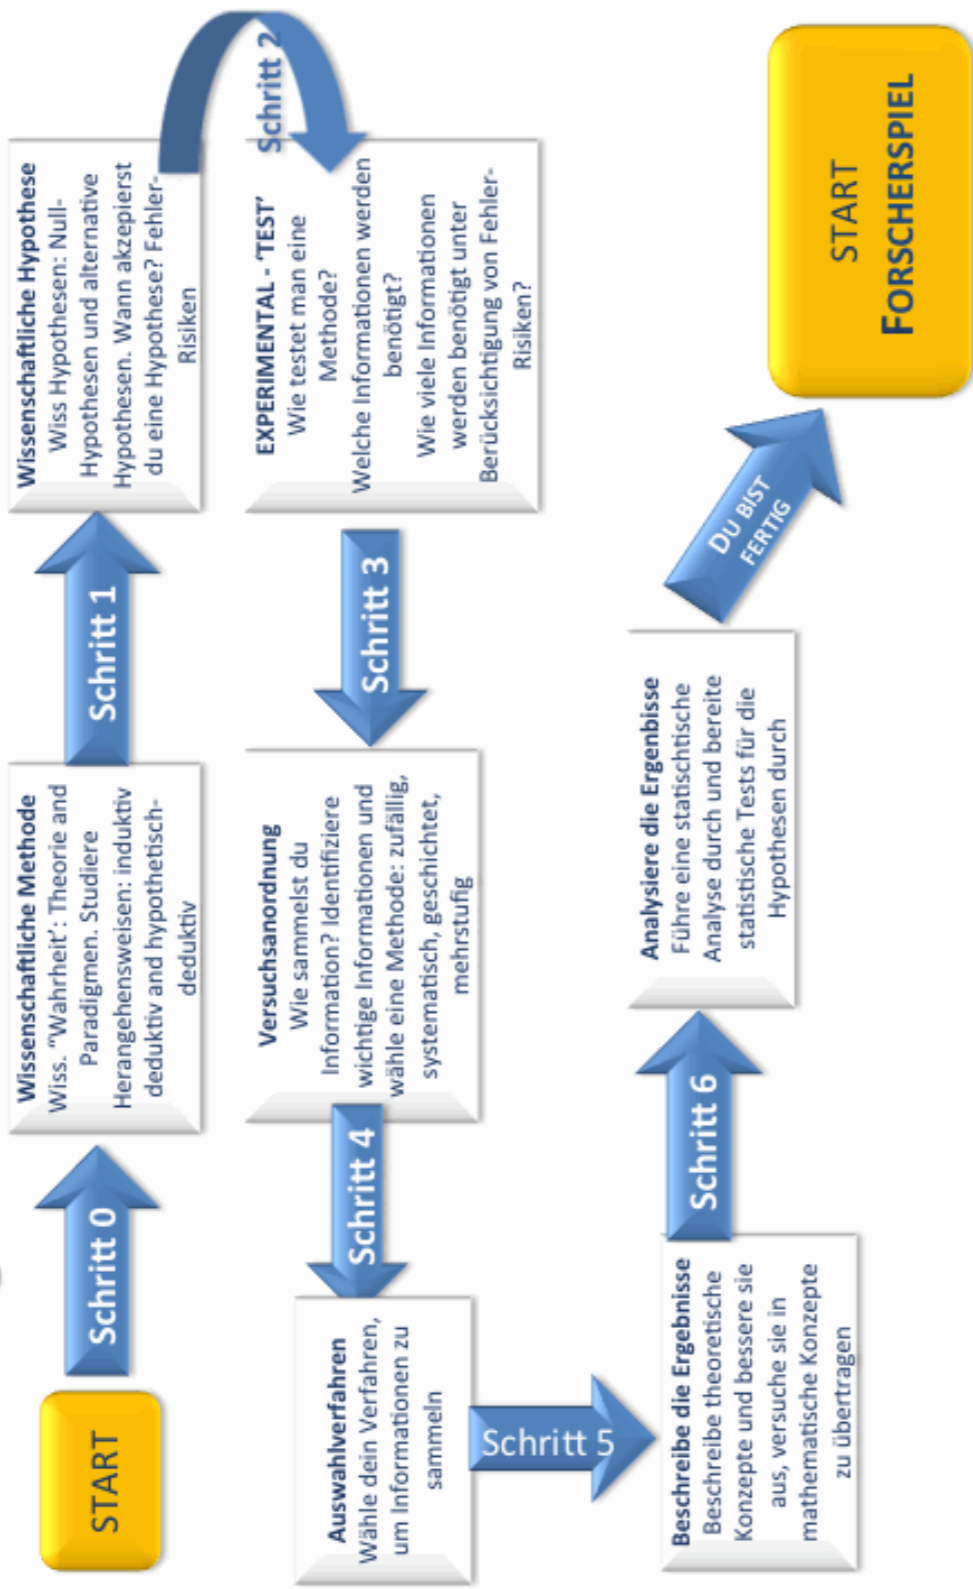 START
Schritt 0
Wissenschaftliche Methode
Wiss. "Wahrheit': Theorie and
Paradigmen. Studiere
Herangehensweisen: induktiv
deduktiv and hypothetisch-
deduktiv
Schritt 1
Wissenschaftliche Hypothese
Wiss Hypothesen: Null-
Hypothesen und alternative
Hypothesen. Wann akzepierst
du eine Hypothese? Fehler-
Risiken
Schritt 2
EXPERIMENTAL - 'TEST'
Wie testet man eine
Methode?
Welche Informationen werden
benötigt?
Wie viele Informationen
werden benötigt unter
Berücksichtigung von Fehler-
Risiken?
Schritt 3
Versuchsanordnung
Wie sammelst du
Information? Identifiziere
wichtige Informationen und
wähle eine Methode: zufällig,
systematisch, geschichtet,
mehrstufig
Schritt 4
Auswahlverfahren
Wähle dein Verfahren,
um Informationen zu
sammeln
Schritt 5
Beschreibe die Ergebnisse
Beschreibe theoretische
Konzepte und bessere sie
aus, versuche sie in
mathematische Konzepte
zu übertragen
Schritt 6
Analysiere die Ergenbisse
Führe eine statischtische
Analyse durch und bereite
statistische Tests für die
Hypothesen durch
DU BIST
FERTIG
START
FORSCHERSPIEL